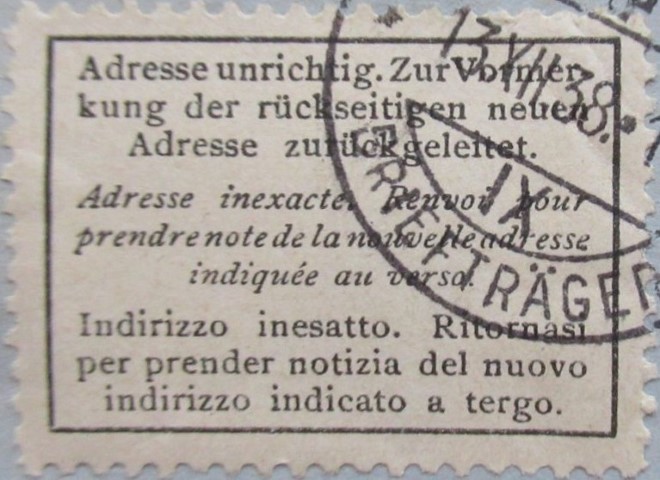 Adresse unrichtig. Zur Vormer-
kung der rückseitigen neuen
Adresse zurückgeleitet.
Adresse inexacte. Renvoi pour
prendre note de la nouvelle adresse
indiquée au verso.
Indirizzo inesatto. Ritornasi
per prender notizia del nuovo
indirizzo indicato a tergo.
13.XII.38.
IX
BRIEFTRÄGER